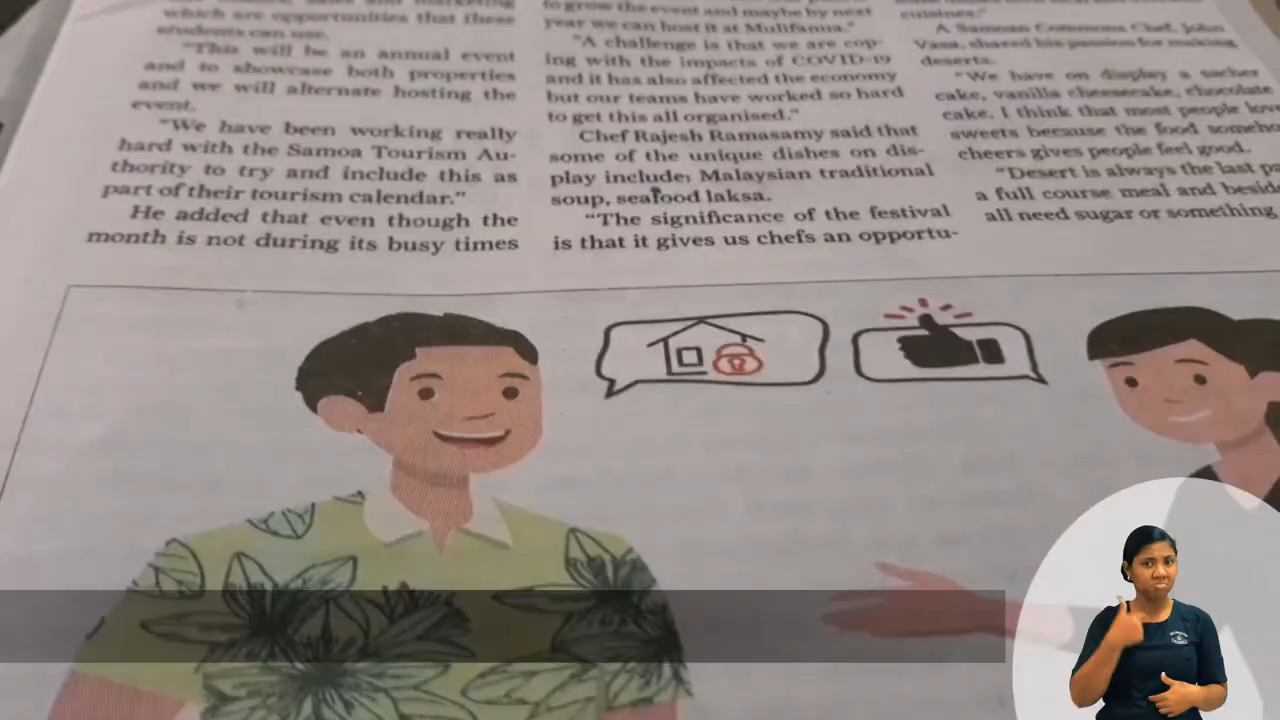 which are opportunities that these
students can use.
"This will be an annual event
and to showcase both properties
and we will alternate hosting the
event.
"We have been working really
hard with the Samoa Tourism Au-
thority to try and include this as
part of their tourism calendar."
He added that even though the
month is not during its busy times
to grow the event and maybe by next
year we can host it at Mulifanua."
"A challenge is that we are cop-
ing with the impacts of COVID-19
and it has also affected the economy
but our teams have worked so hard
to get this all organised."
Chef Rajesh Ramasamy said that
some of the unique dishes on dis-
play include: Malaysian traditional
soup, seafood laksa.
"The significance of the festival
is that it gives us chefs an opportu-
cuisines."
A Samoan Commons Chef, John
Vasa, shared his passion for making
deserts.
"We have on display a sacher
cake, vanilla cheesecake, chocolate
cake. I think that most people love
sweets because the food someho
cheers gives people feel good.
"Desert is always the last pa
a full course meal and besid
all need sugar or something